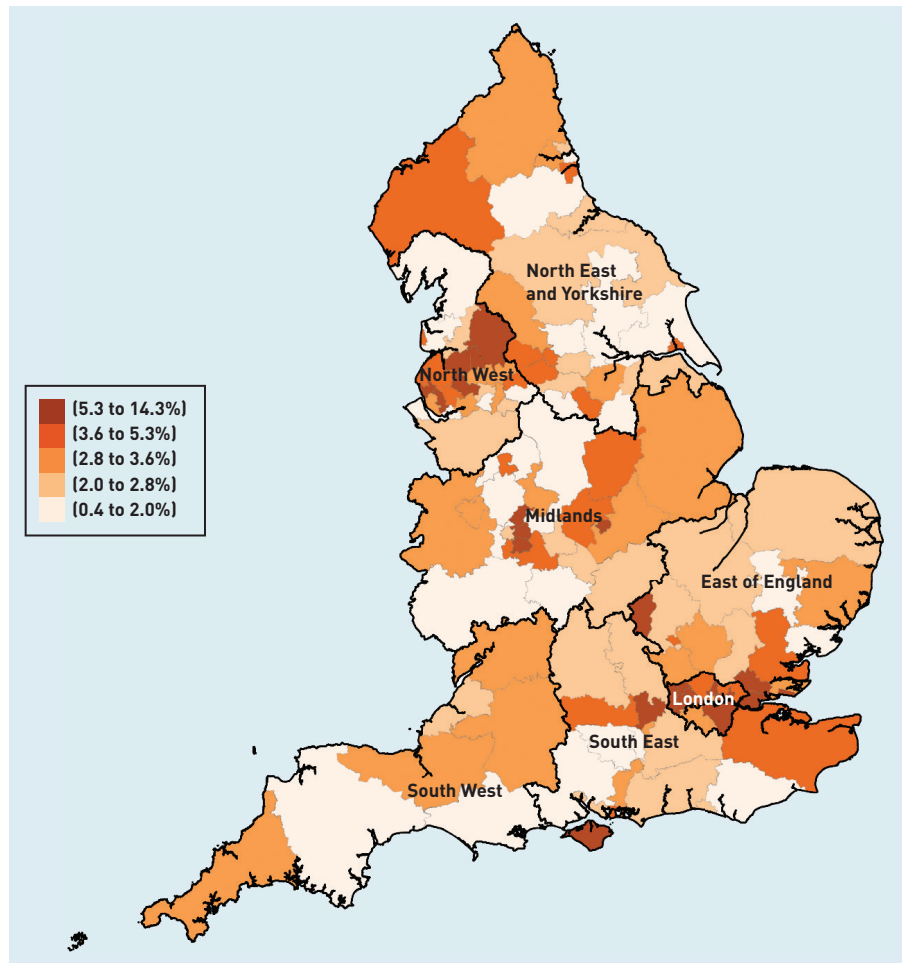 North East
and Yorkshire
North West
(5.3 to 14.3%)
(3.6 to 5.3%)
(2.8 to 3.6%)
(2.0 to 2.8%)
(0.4 to 2.0%)
Midlands
East of England
London
South East
South West